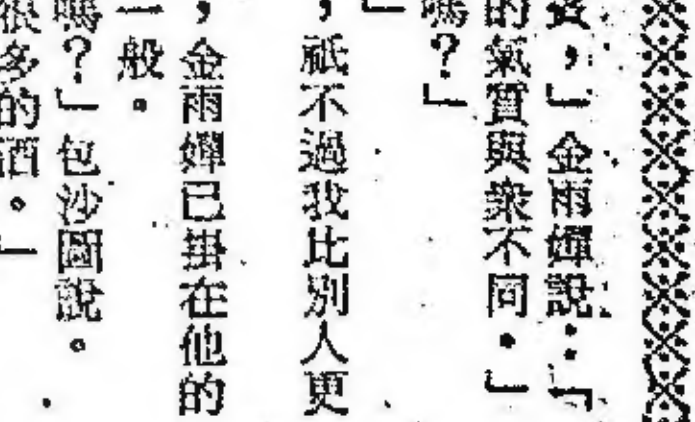 ，」金雨嬋說：「
的氣質與衆不同。」
嗎？」
」
，祇不過我比別人更
，金雨嬋已掛在他的
一般。
嗎？」包沙圖說。
很多的酒。」